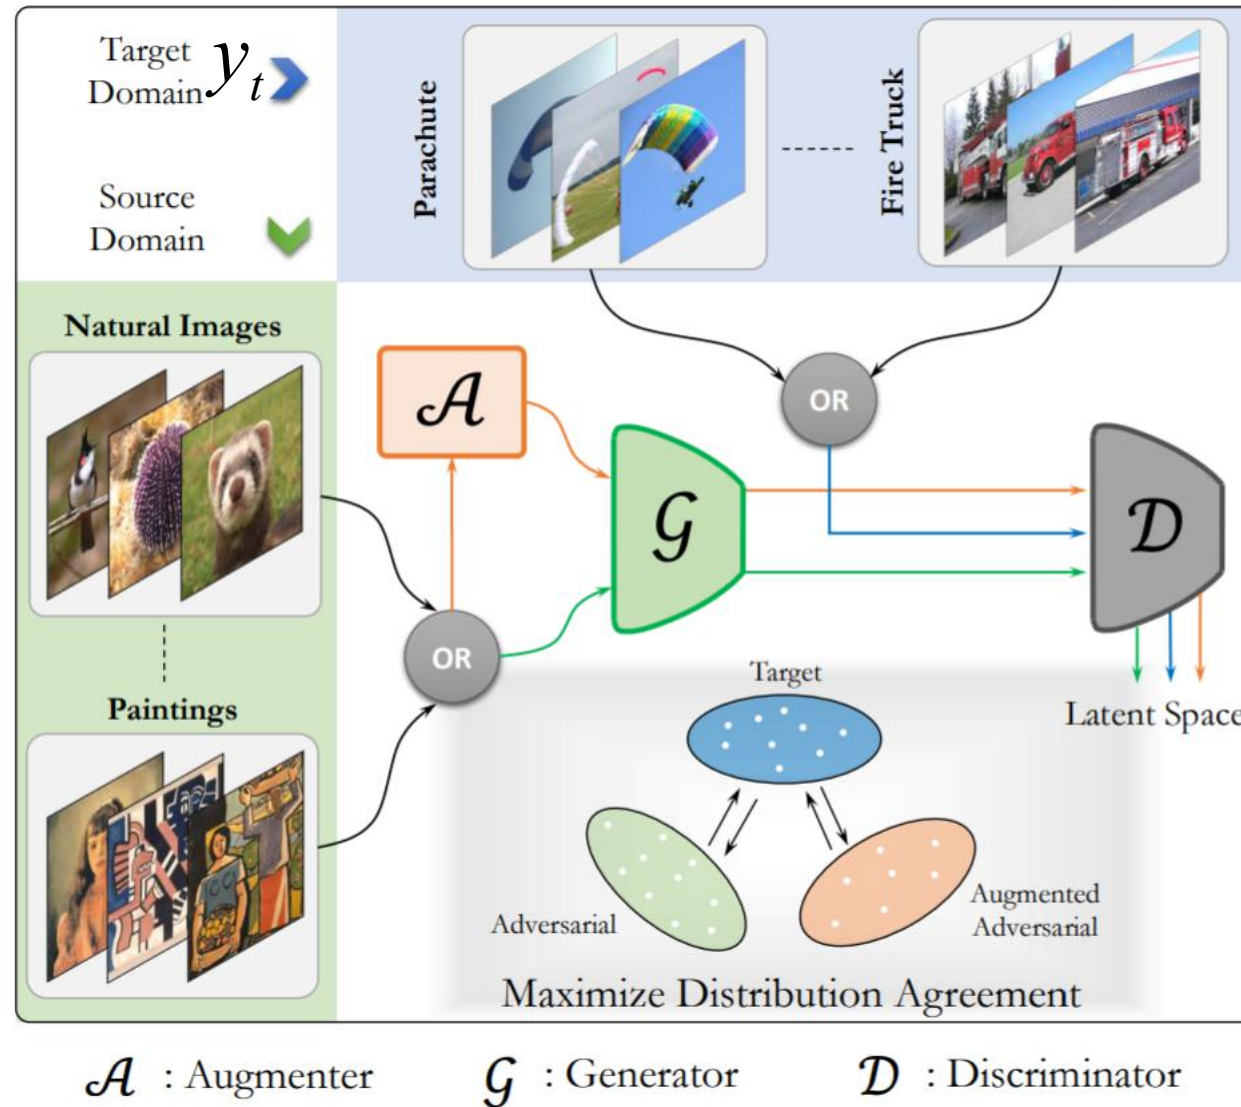 Target
Domain
y_t
Source
Domain
Parachute
Fire Truck
Natural Images
Paintings
OR
A
G
D
OR
Latent Space
Target
Adversarial
Augmented
Adversarial
Maximize Distribution Agreement
A : Augmenter
G : Generator
D : Discriminator